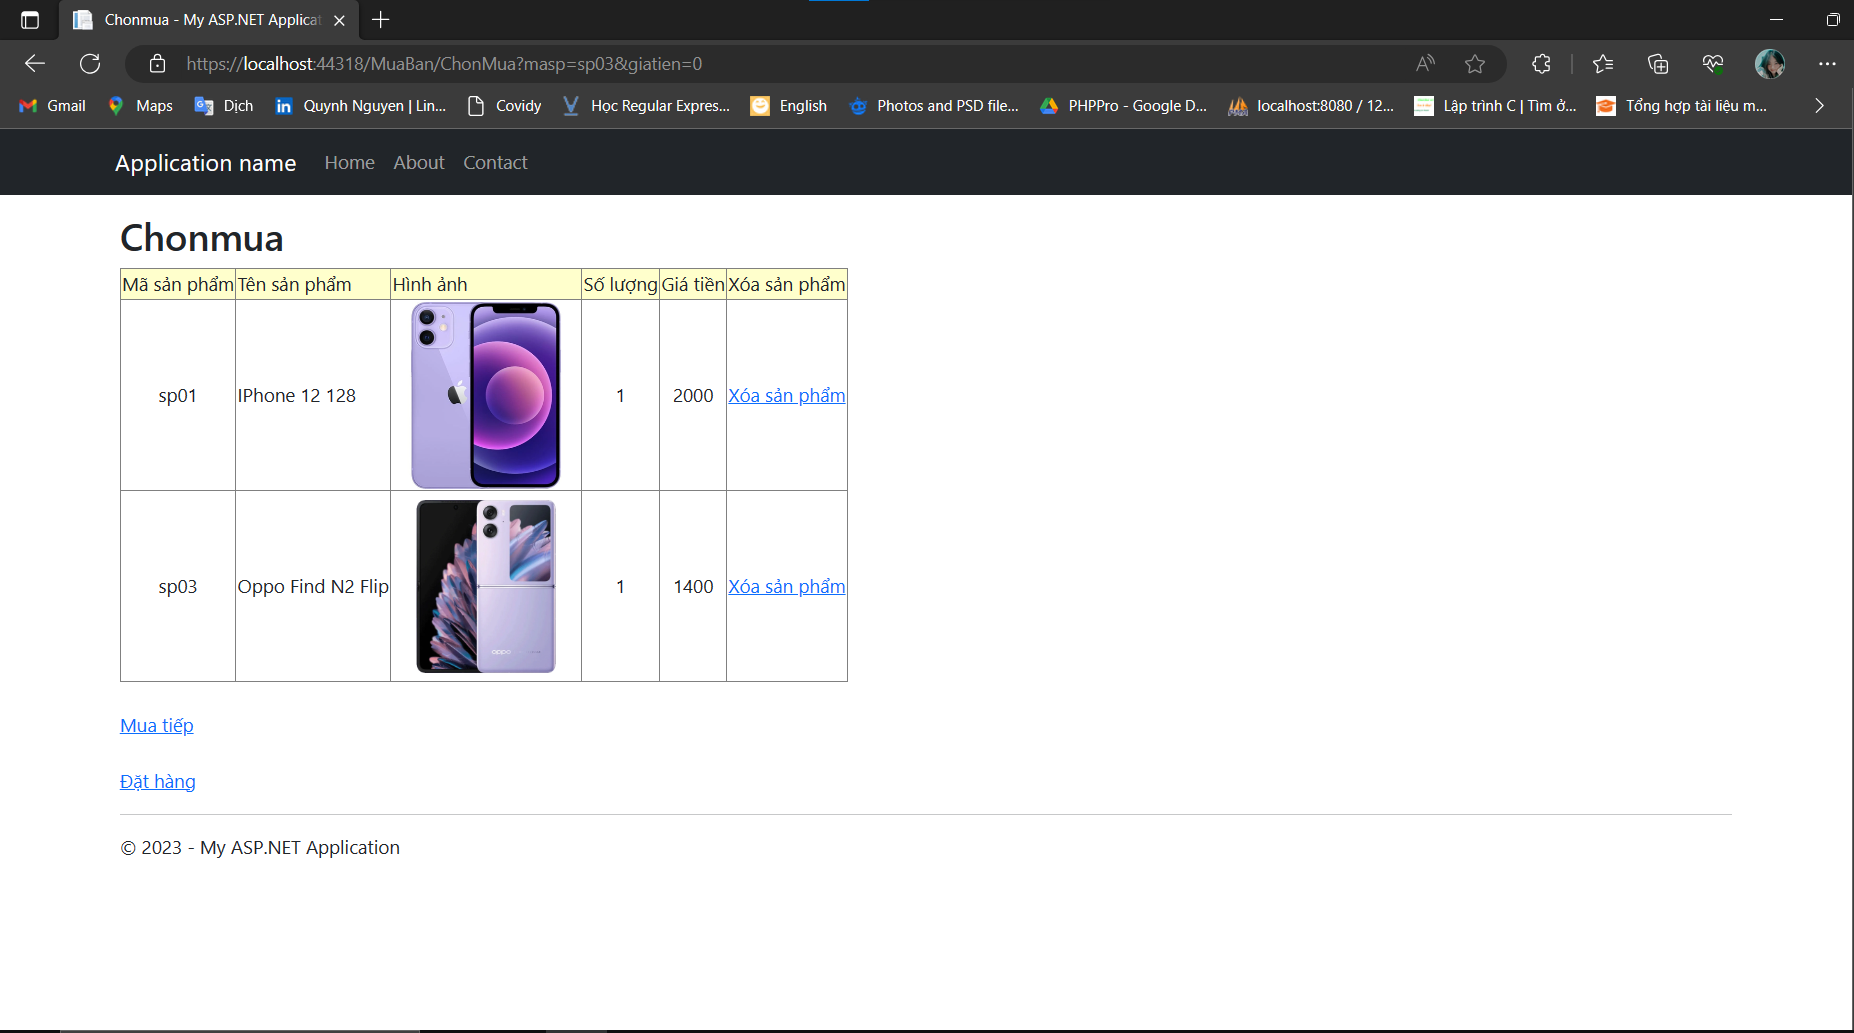 Chonmua - My ASP.NET Applicat
https://localhost:44318/MuaBan/ChonMua?masp=sp03&giatien=0
Gmail Maps Dịch Quynh Nguyen | Lin... Covidy Học Regular Expres... English Photos and PSD file... PHPPro - Google D... localhost:8080 / 12... Lập trình C | Tìm ở... Tổng hợp tài liệu m...
Application name Home About Contact
Chonmua
Mã sản phẩm Tên sản phẩm Hình ảnh Số lượng Giá tiền Xóa sản phẩm
sp01 IPhone 12 128 1 2000 Xóa sản phẩm
sp03 Oppo Find N2 Flip 1 1400 Xóa sản phẩm
oppo
Mua tiếp
Đặt hàng
© 2023 - My ASP.NET Application